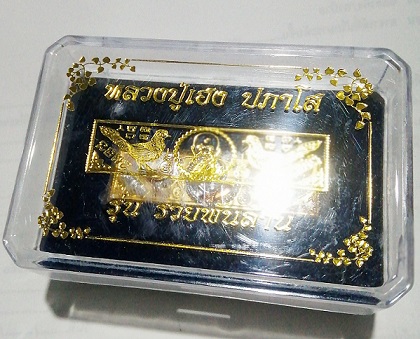 หลวงปู่เฮง ปภาโส
รุ่น รวยพันล้าน